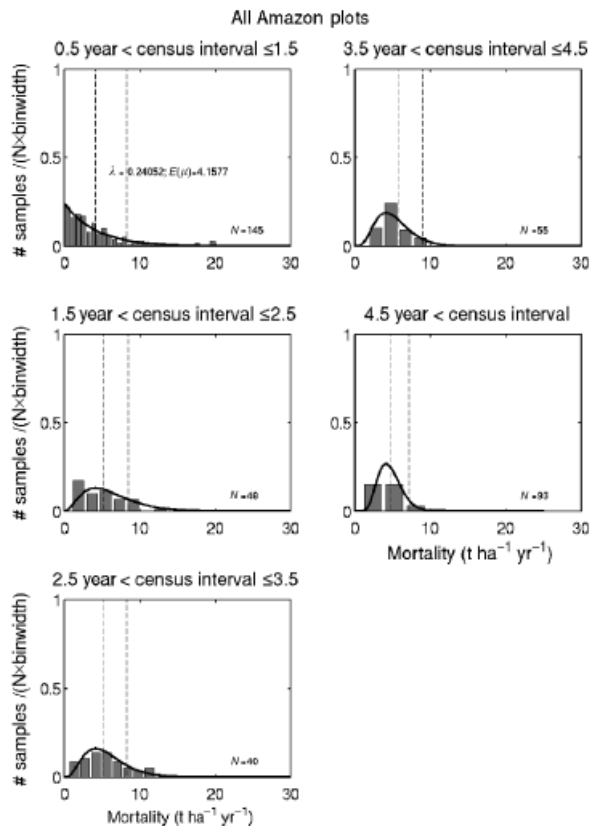 All Amazon plots
0.5 year < census interval ≤1.5
# samples /(N×binwidth)
1
0.5
0
λ = 0.24052; E(μ)=4.1577
N=145
0 10 20 30
3.5 year < census interval ≤4.5
1
0.5
0
N=55
0 10 20 30
1.5 year < census interval ≤2.5
# samples /(N×binwidth)
1
0.5
0
N=48
0 10 20 30
4.5 year < census interval
1
0.5
0
N=93
0 10 20 30
Mortality (t ha⁻¹ yr⁻¹)
2.5 year < census interval ≤3.5
# samples /(N×binwidth)
1
0.5
0
N=40
0 10 20 30
Mortality (t ha⁻¹ yr⁻¹)